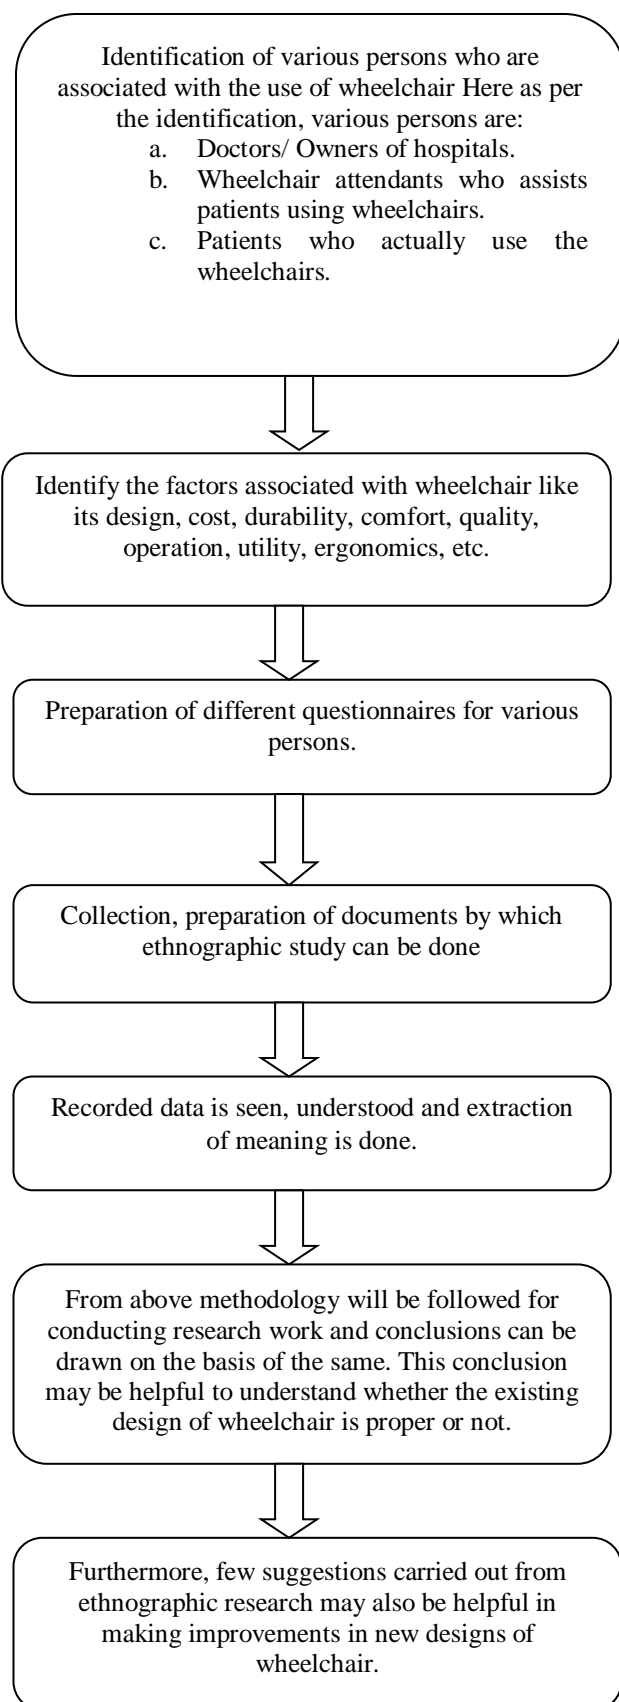 Identification of various persons who are
associated with the use of wheelchair Here as per
the identification, various persons are:
a. Doctors/ Owners of hospitals.
b. Wheelchair attendants who assists
patients using wheelchairs.
c. Patients who actually use the
wheelchairs.
Identify the factors associated with wheelchair like
its design, cost, durability, comfort, quality,
operation, utility, ergonomics, etc.
Preparation of different questionnaires for various
persons.
Collection, preparation of documents by which
ethnographic study can be done
Recorded data is seen, understood and extraction
of meaning is done.
From above methodology will be followed for
conducting research work and conclusions can be
drawn on the basis of the same. This conclusion
may be helpful to understand whether the existing
design of wheelchair is proper or not.
Furthermore, few suggestions carried out from
ethnographic research may also be helpful in
making improvements in new designs of
wheelchair.